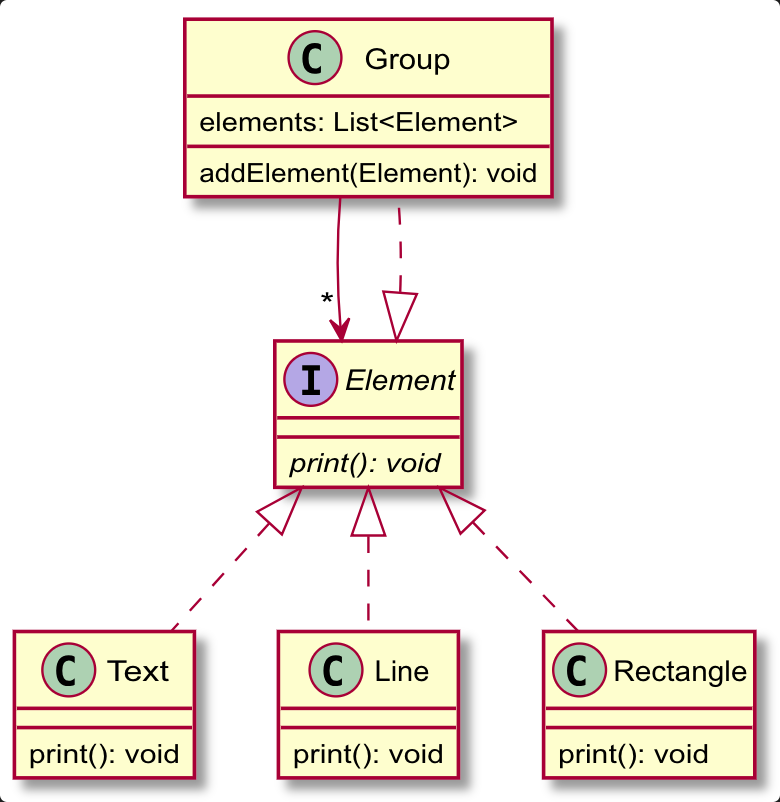 C Group
elements: List<Element>
addElement(Element): void
*
I Element
print(): void
C Text
print(): void
C Line
print(): void
C Rectangle
print(): void